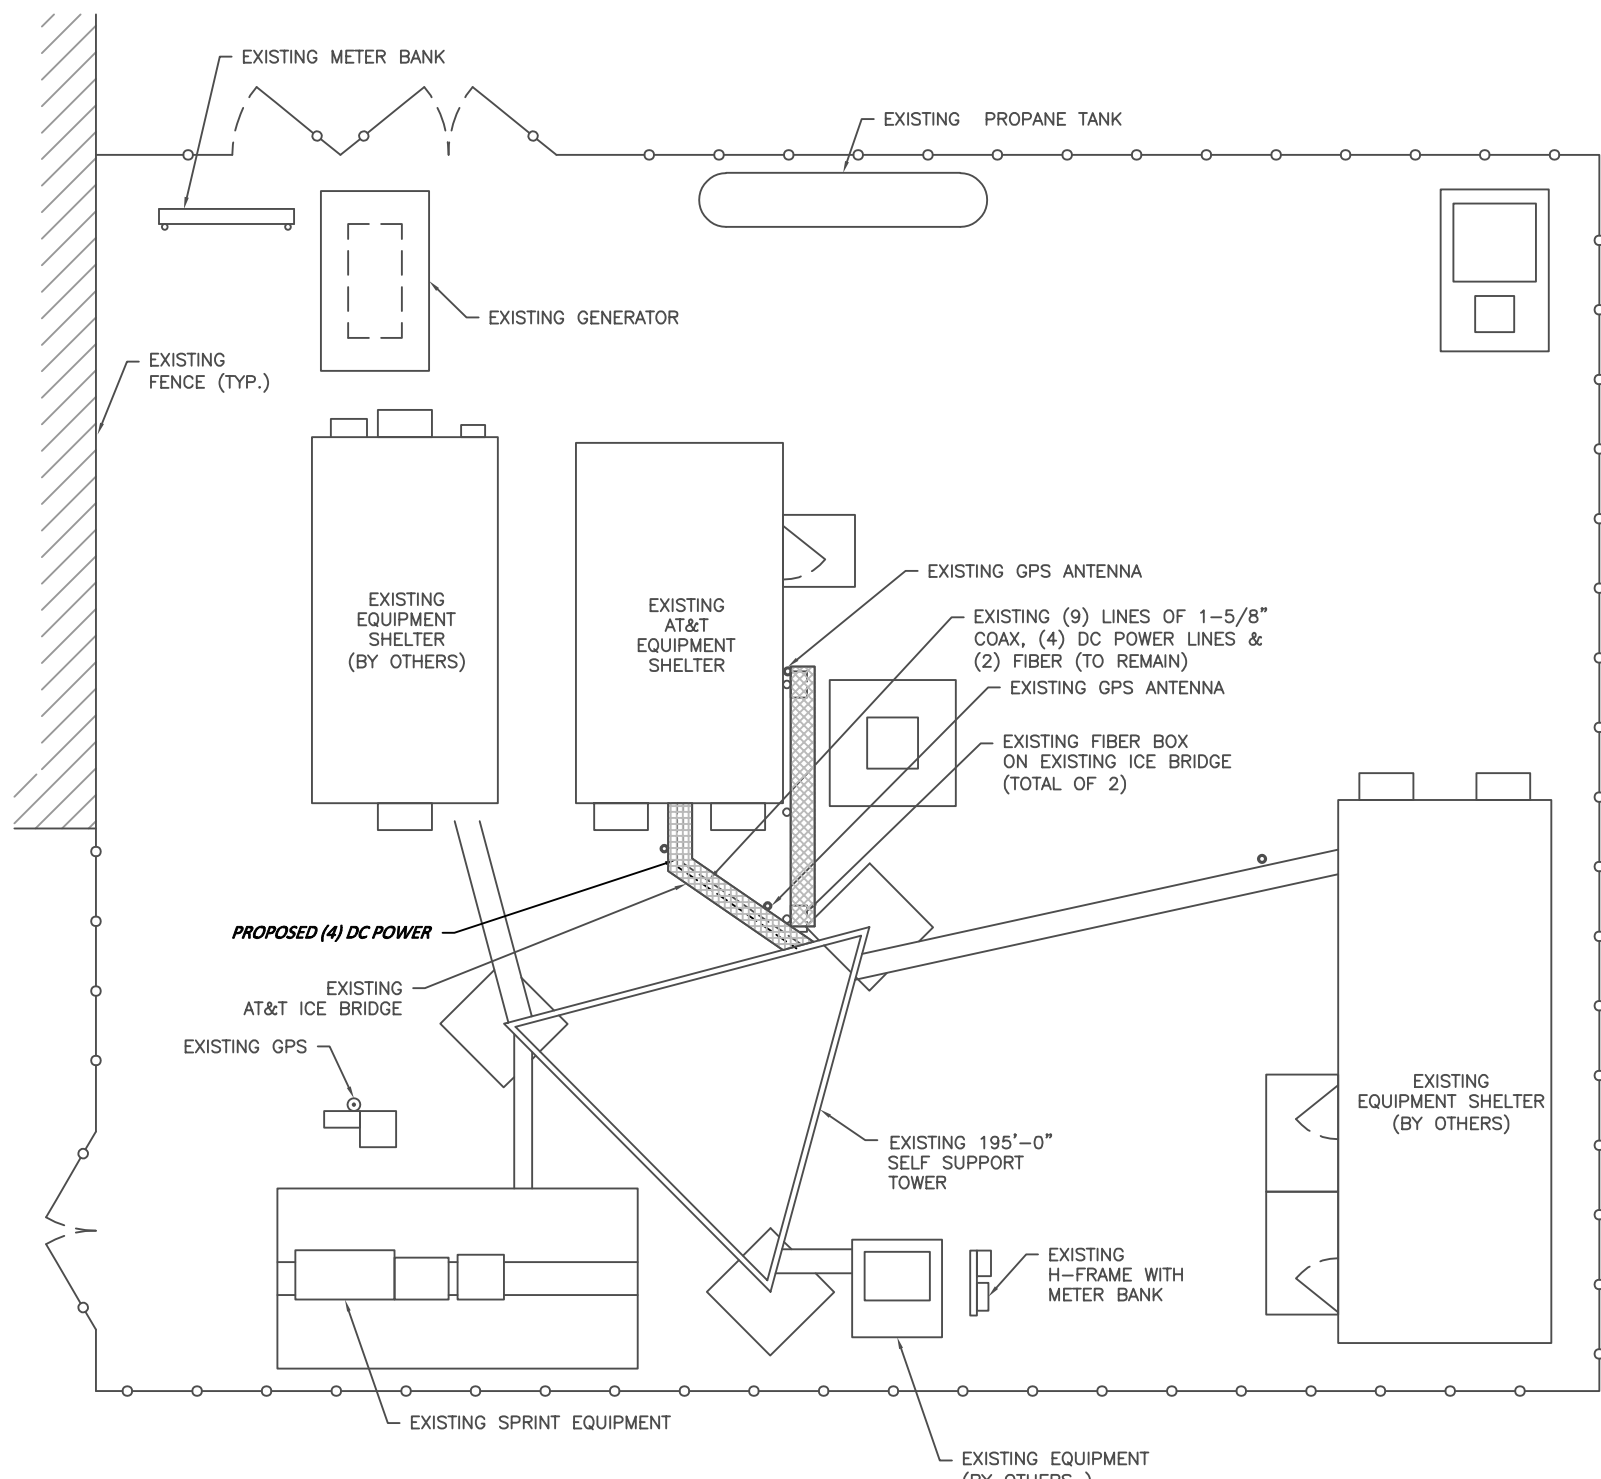 EXISTING METER BANK
EXISTING PROPANE TANK
EXISTING GENERATOR
EXISTING
FENCE (TYP.)
EXISTING
EQUIPMENT
SHELTER
(BY OTHERS)
EXISTING
AT&T
EQUIPMENT
SHELTER
EXISTING GPS ANTENNA
EXISTING (9) LINES OF 1-5/8"
COAX, (4) DC POWER LINES &
(2) FIBER (TO REMAIN)
EXISTING GPS ANTENNA
EXISTING FIBER BOX
ON EXISTING ICE BRIDGE
(TOTAL OF 2)
PROPOSED (4) DC POWER
EXISTING
AT&T ICE BRIDGE
EXISTING GPS
EXISTING
EQUIPMENT SHELTER
(BY OTHERS)
EXISTING 195'-0"
SELF SUPPORT
TOWER
EXISTING
H-FRAME WITH
METER BANK
EXISTING SPRINT EQUIPMENT
EXISTING EQUIPMENT
(BY OTHERS )